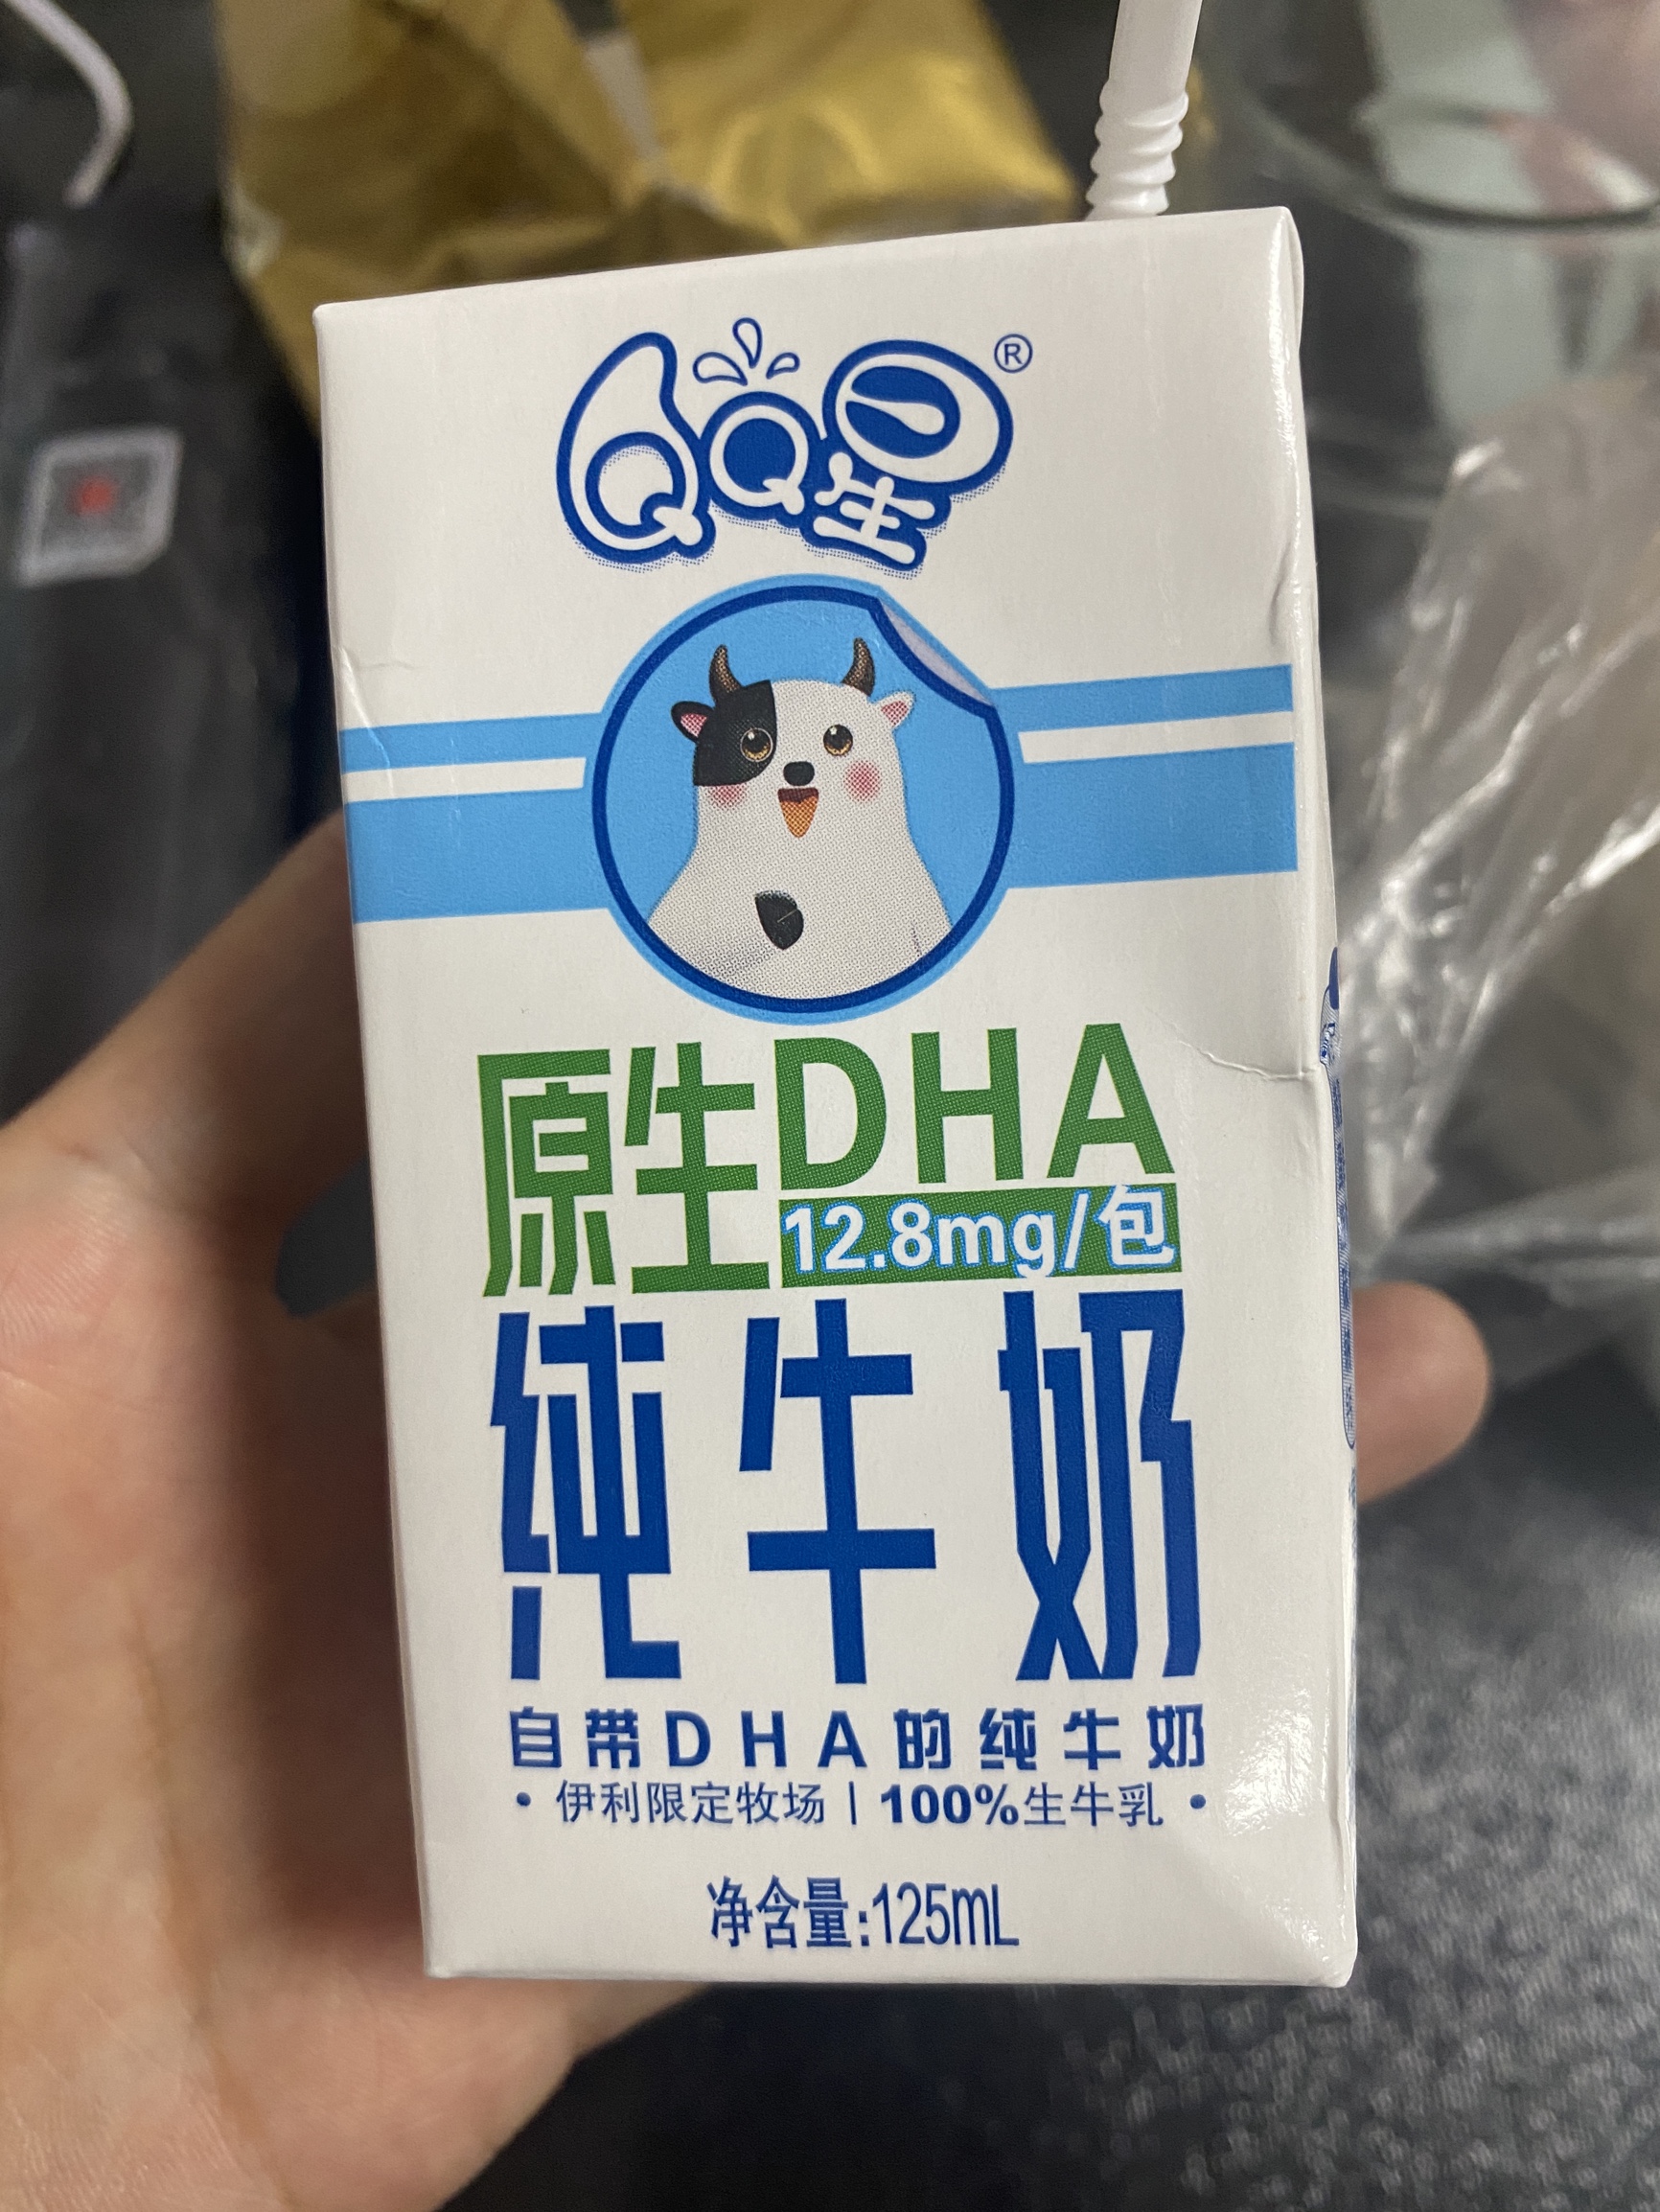 QQ星®
原生DHA
12.8mg/包
纯牛奶
自带DHA的纯牛奶
• 伊利限定牧场 | 100%生牛乳 •
净含量:125mL